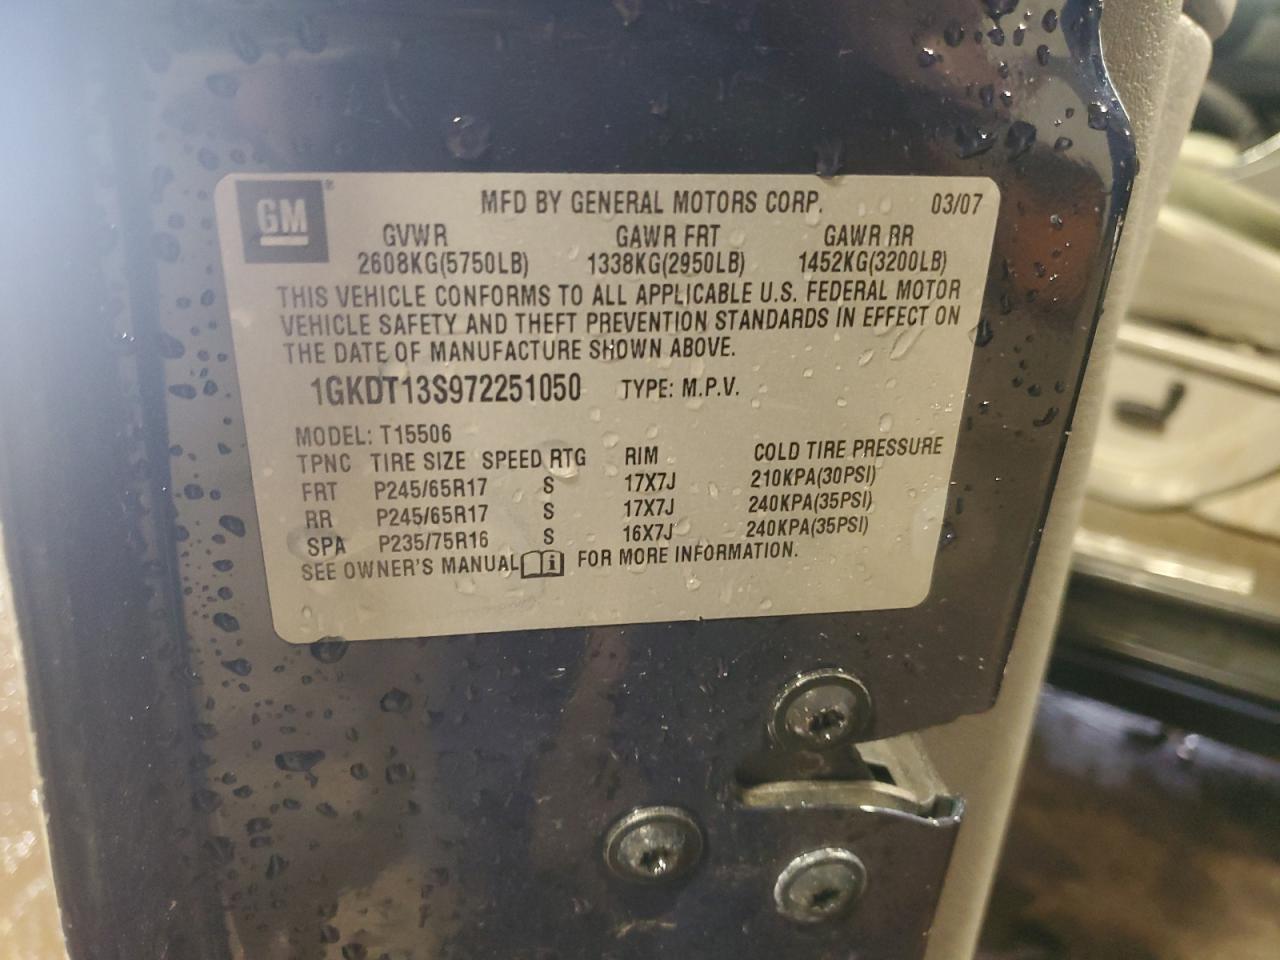 GM® MFD BY GENERAL MOTORS CORP. 03/07
GVWR GAWR FRT GAWR RR
2608KG(5750LB) 1338KG(2950LB) 1452KG(3200LB)
THIS VEHICLE CONFORMS TO ALL APPLICABLE U.S. FEDERAL MOTOR
VEHICLE SAFETY AND THEFT PREVENTION STANDARDS IN EFFECT ON
THE DATE OF MANUFACTURE SHOWN ABOVE.
1GKDT13S972251050 TYPE: M.P.V.
MODEL: T15506
TPNC TIRE SIZE SPEED RTG RIM COLD TIRE PRESSURE
FRT P245/65R17 S 17X7J 210KPA(30PSI)
RR P245/65R17 S 17X7J 240KPA(35PSI)
SPA P235/75R16 S 16X7J 240KPA(35PSI)
SEE OWNER'S MANUAL i FOR MORE INFORMATION.